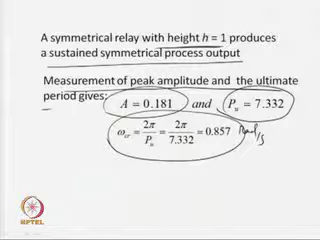 A symmetrical relay with height h = 1 produces
a sustained symmetrical process output
Measurement of peak amplitude and the ultimate
period gives:
A = 0.181 and P_u = 7.332
ω_cr = 2π/P_u = 2π/7.332 = 0.857 Rad/s
NPTEL